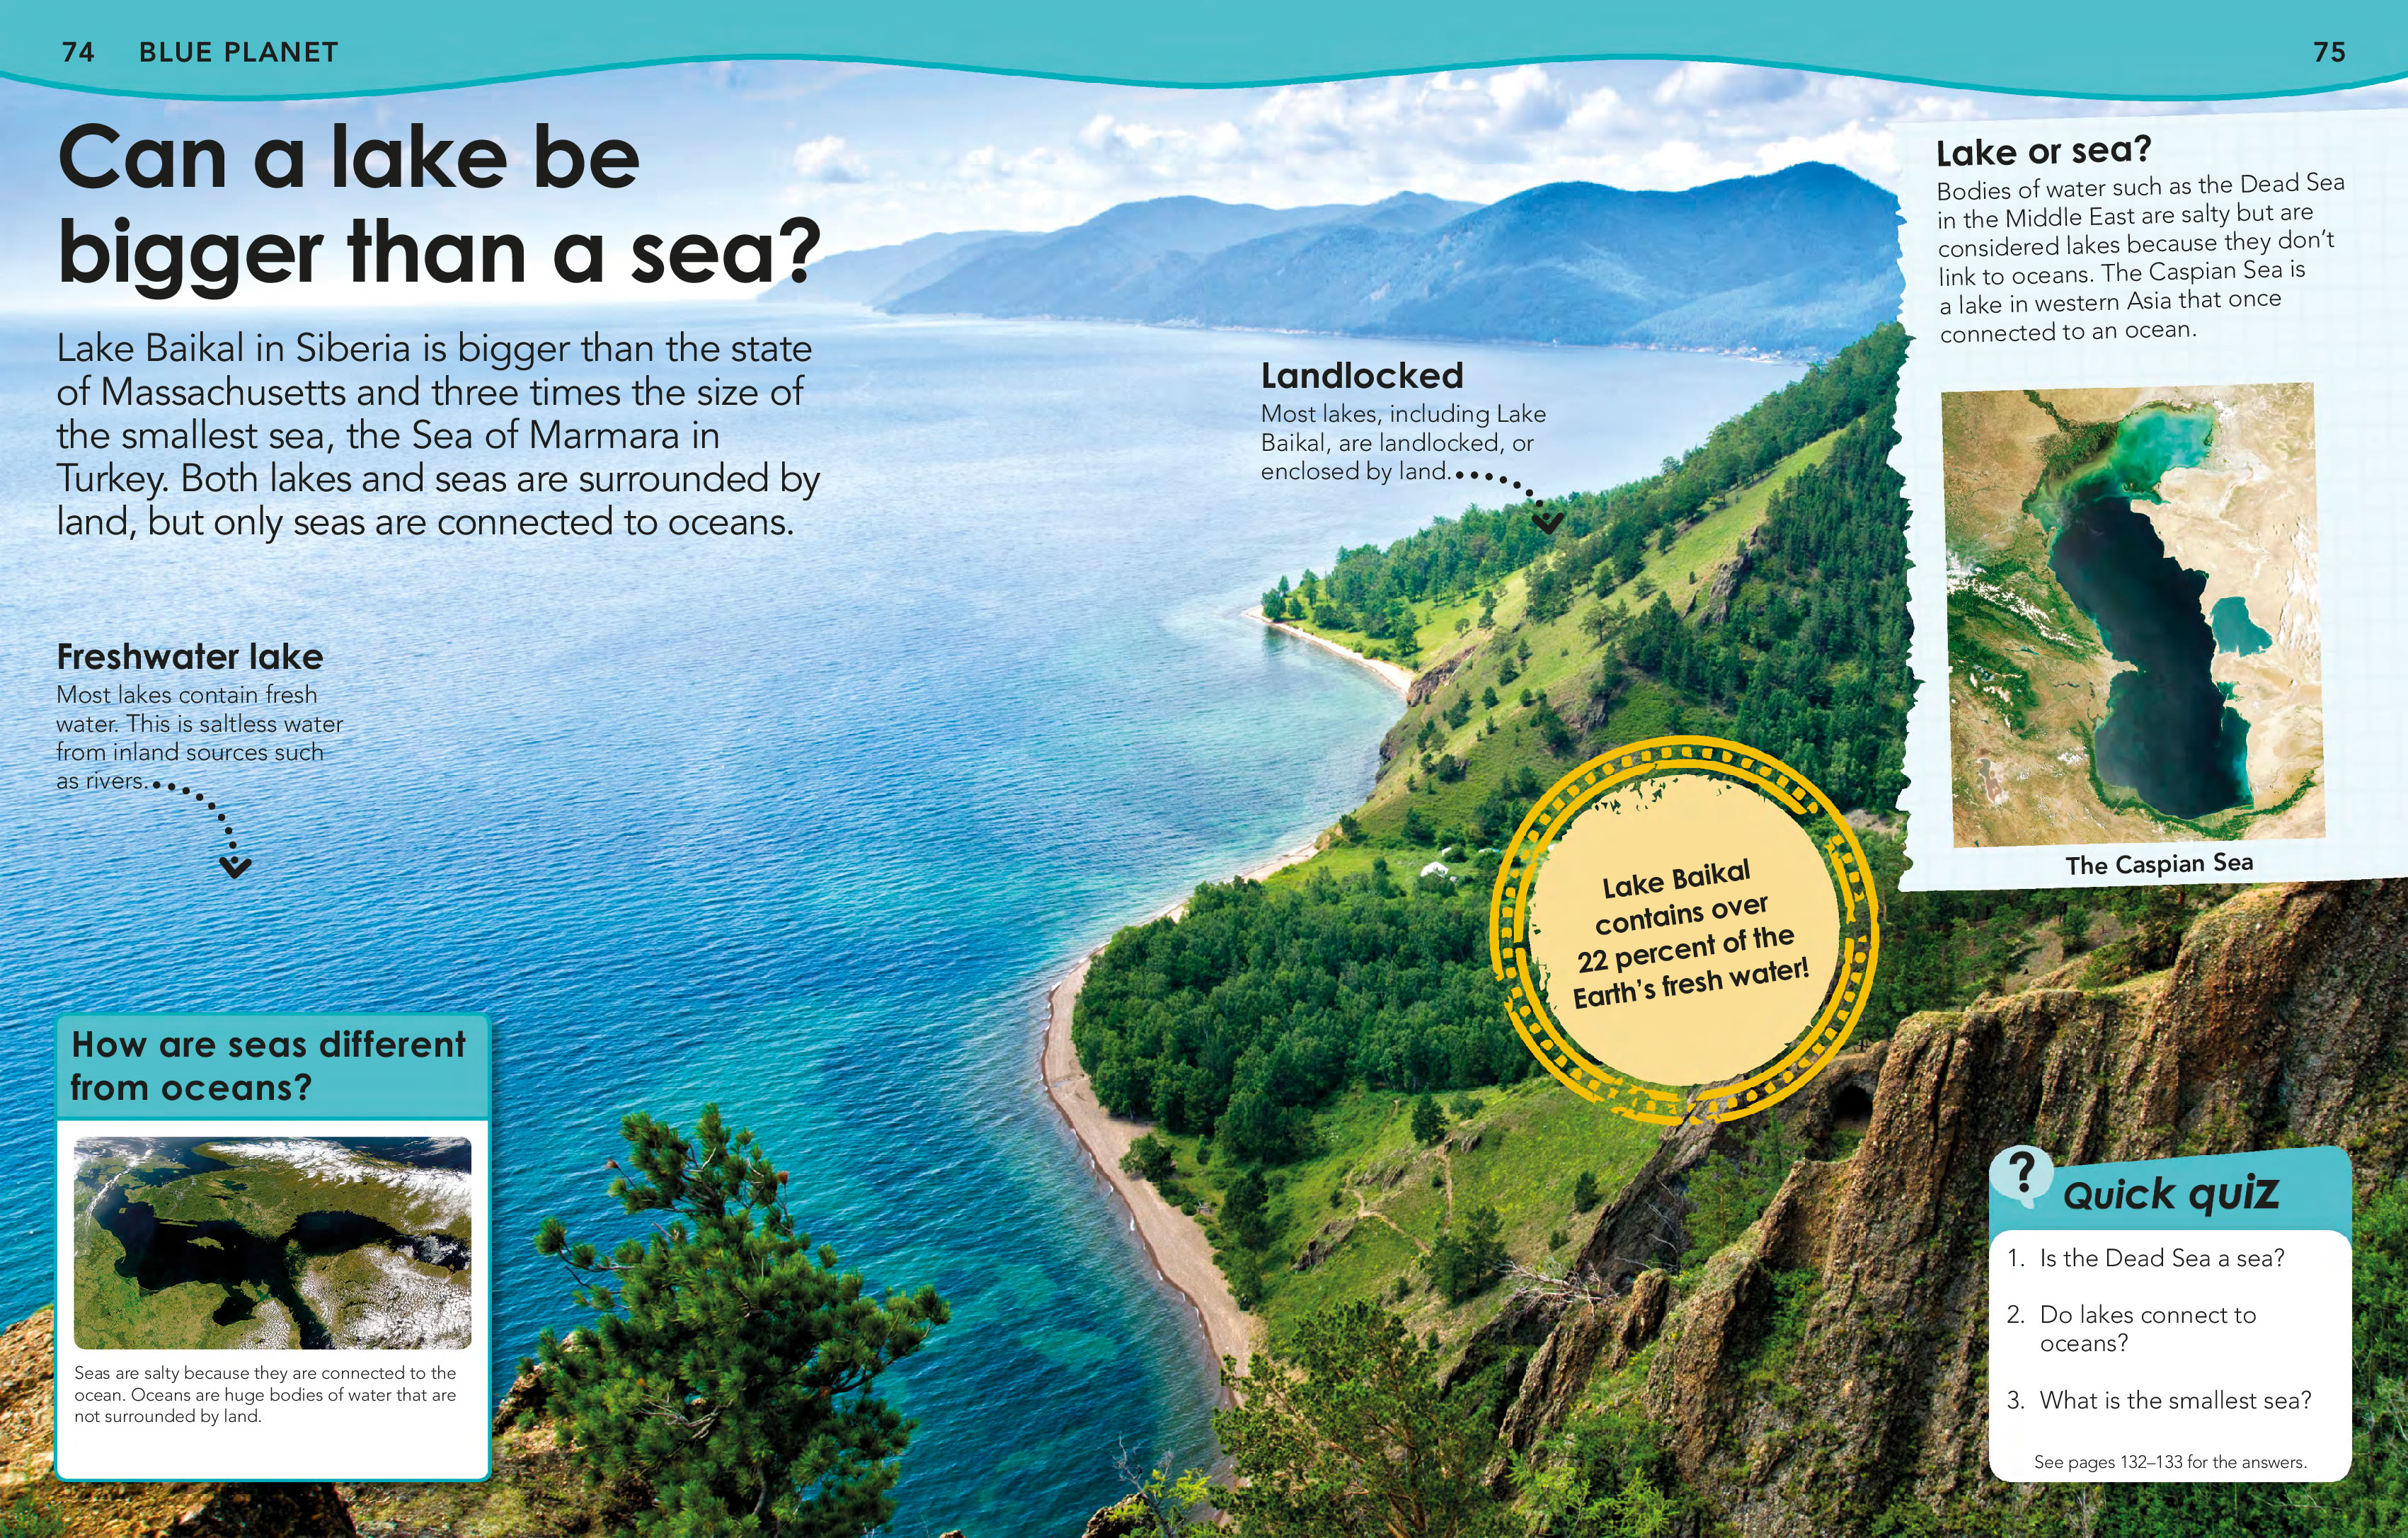 74 BLUE PLANET
75
Can a lake be
bigger than a sea?
Lake Baikal in Siberia is bigger than the state
of Massachusetts and three times the size of
the smallest sea, the Sea of Marmara in
Turkey. Both lakes and seas are surrounded by
land, but only seas are connected to oceans.
Freshwater lake
Most lakes contain fresh
water. This is saltless water
from inland sources such
as rivers.
How are seas different
from oceans?
Seas are salty because they are connected to the
ocean. Oceans are huge bodies of water that are
not surrounded by land.
Landlocked
Most lakes, including Lake
Baikal, are landlocked, or
enclosed by land.
Lake Baikal
contains over
22 percent of the
Earth's fresh water!
Lake or sea?
Bodies of water such as the Dead Sea
in the Middle East are salty but are
considered lakes because they don't
link to oceans. The Caspian Sea is
a lake in western Asia that once
connected to an ocean.
The Caspian Sea
?
Quick quiz
1. Is the Dead Sea a sea?
2. Do lakes connect to
oceans?
3. What is the smallest sea?
See pages 132–133 for the answers.